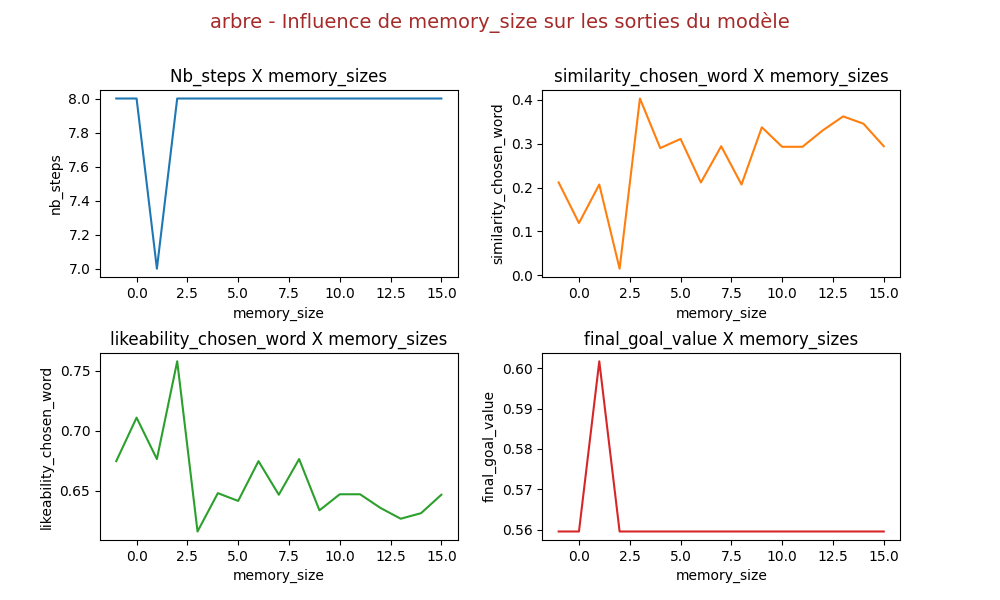 arbre - Influence de memory_size sur les sorties du modèle
Nb_steps X memory_sizes
8.0
7.8
7.6
7.4
7.2
7.0
nb_steps
0.0 2.5 5.0 7.5 10.0 12.5 15.0
memory_size
similarity_chosen_word X memory_sizes
0.4
0.3
0.2
0.1
0.0
similarity_chosen_word
0.0 2.5 5.0 7.5 10.0 12.5 15.0
memory_size
likeability_chosen_word X memory_sizes
0.75
0.70
0.65
likeability_chosen_word
0.0 2.5 5.0 7.5 10.0 12.5 15.0
memory_size
final_goal_value X memory_sizes
0.60
0.59
0.58
0.57
0.56
final_goal_value
0.0 2.5 5.0 7.5 10.0 12.5 15.0
memory_size